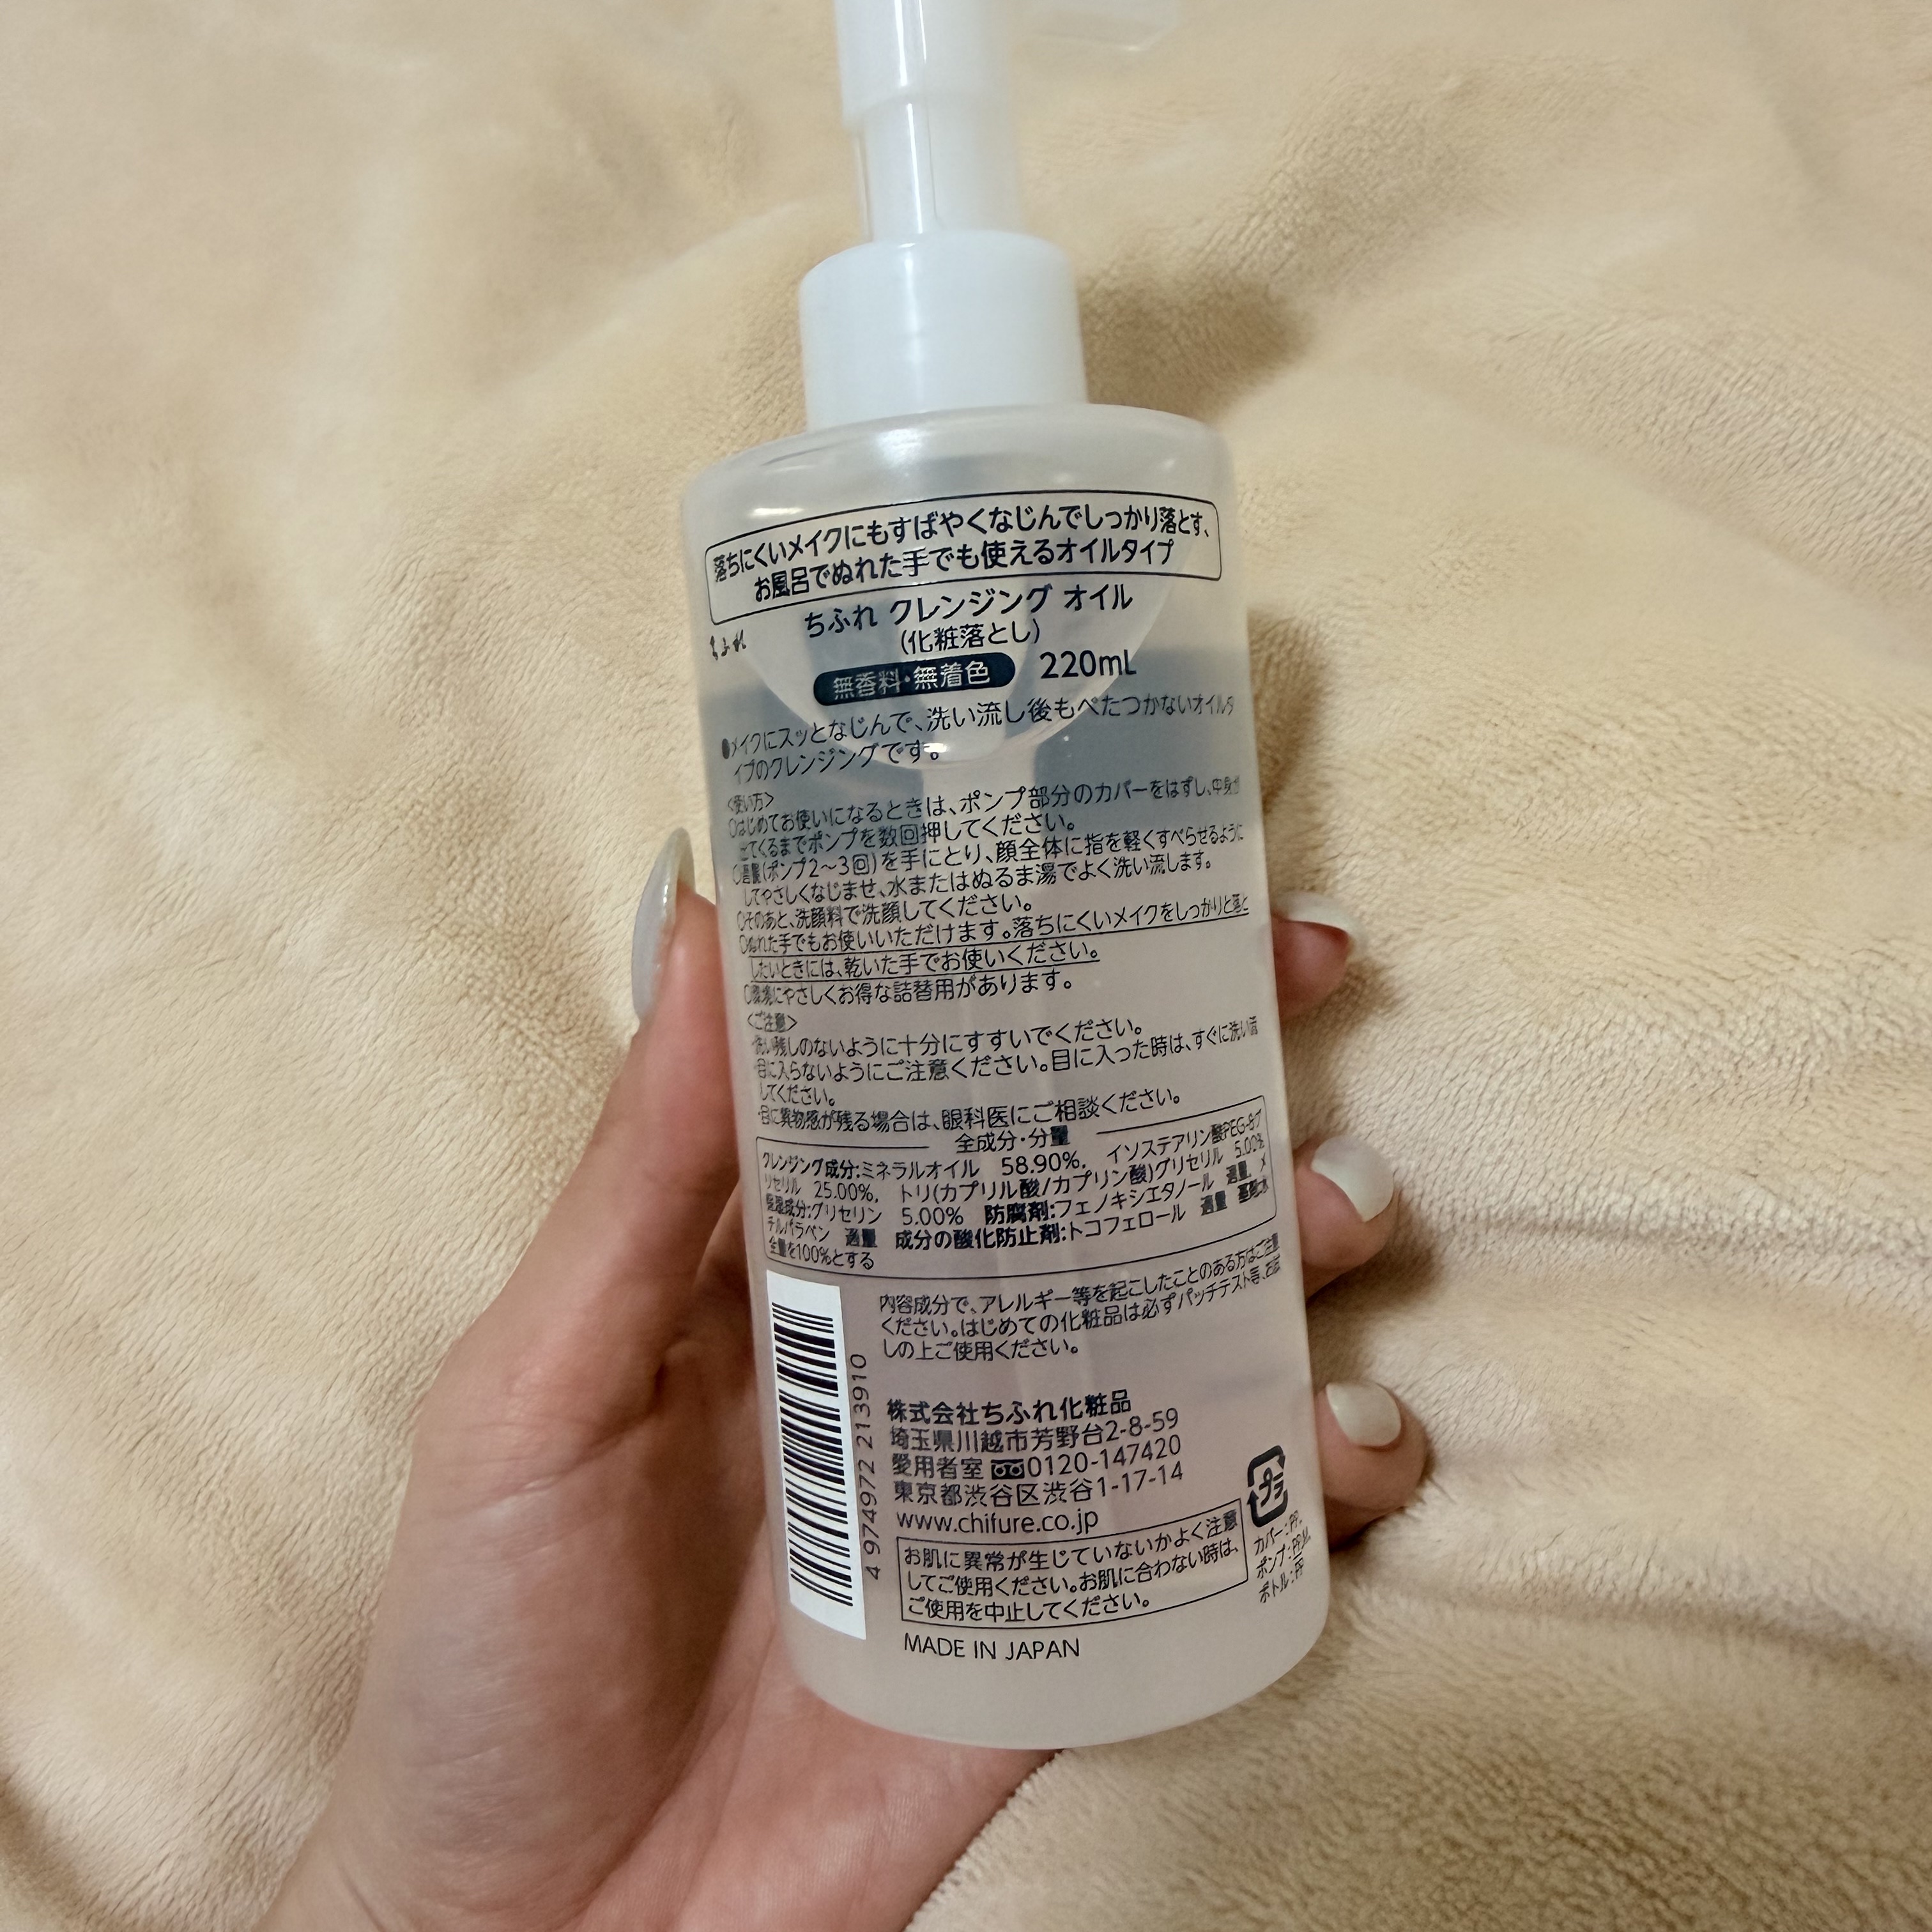 落ちにくいメイクにもすばやくなじんでしっかり落とす、
お風呂でぬれた手でも使えるオイルタイプ
ちふれ
ちふれ クレンジング オイル
(化粧落とし)
無香料・無着色 220mL
●メイクにスッとなじんで、洗い流し後もべたつかないオイルタ
イプのクレンジングです。
〈使い方〉
○はじめてお使いになるときは、ポンプ部分のカバーをはずし、中身が
出てくるまでポンプを数回押してください。
○適量(ポンプ2〜3回)を手にとり、顔全体に指を軽くすべらせるように
してやさしくなじませ、水またはぬるま湯でよく洗い流します。
○そのあと、洗顔料で洗顔してください。
○ぬれた手でもお使いいただけます。落ちにくいメイクをしっかりと落と
したいときには、乾いた手でお使いください。
○環境にやさしくお得な詰替用があります。
〈ご注意〉
・洗い残しのないように十分にすすいでください。
・目に入らないようにご注意ください。目に入った時は、すぐに洗い流
してください。
・目に異物感が残る場合は、眼科医にご相談ください。
全成分・分量
クレンジング成分:ミネラルオイル 58.90%, イソステアリン酸PEG-8グ
リセリル 25.00%, トリ(カプリル酸/カプリン酸)グリセリル 5.00%
保湿成分:グリセリン 5.00% 防腐剤:フェノキシエタノール 適量, メ
チルパラベン 適量 成分の酸化防止剤:トコフェロール 適量 基剤:水
全量を100%とする
内容成分で、アレルギー等を起こしたことのある方はご注意
ください。はじめての化粧品は必ずパッチテスト等、お試
しの上ご使用ください。
4 974972 213910
株式会社ちふれ化粧品
埼玉県川越市芳野台2-8-59
愛用者室 0120-147420
東京都渋谷区渋谷1-17-14
www.chifure.co.jp
プラ
カバー:PP,
ポンプ:PP,M,
ボトル:PP
お肌に異常が生じていないかよく注意
してご使用ください。お肌に合わない時は、
ご使用を中止してください。
MADE IN JAPAN